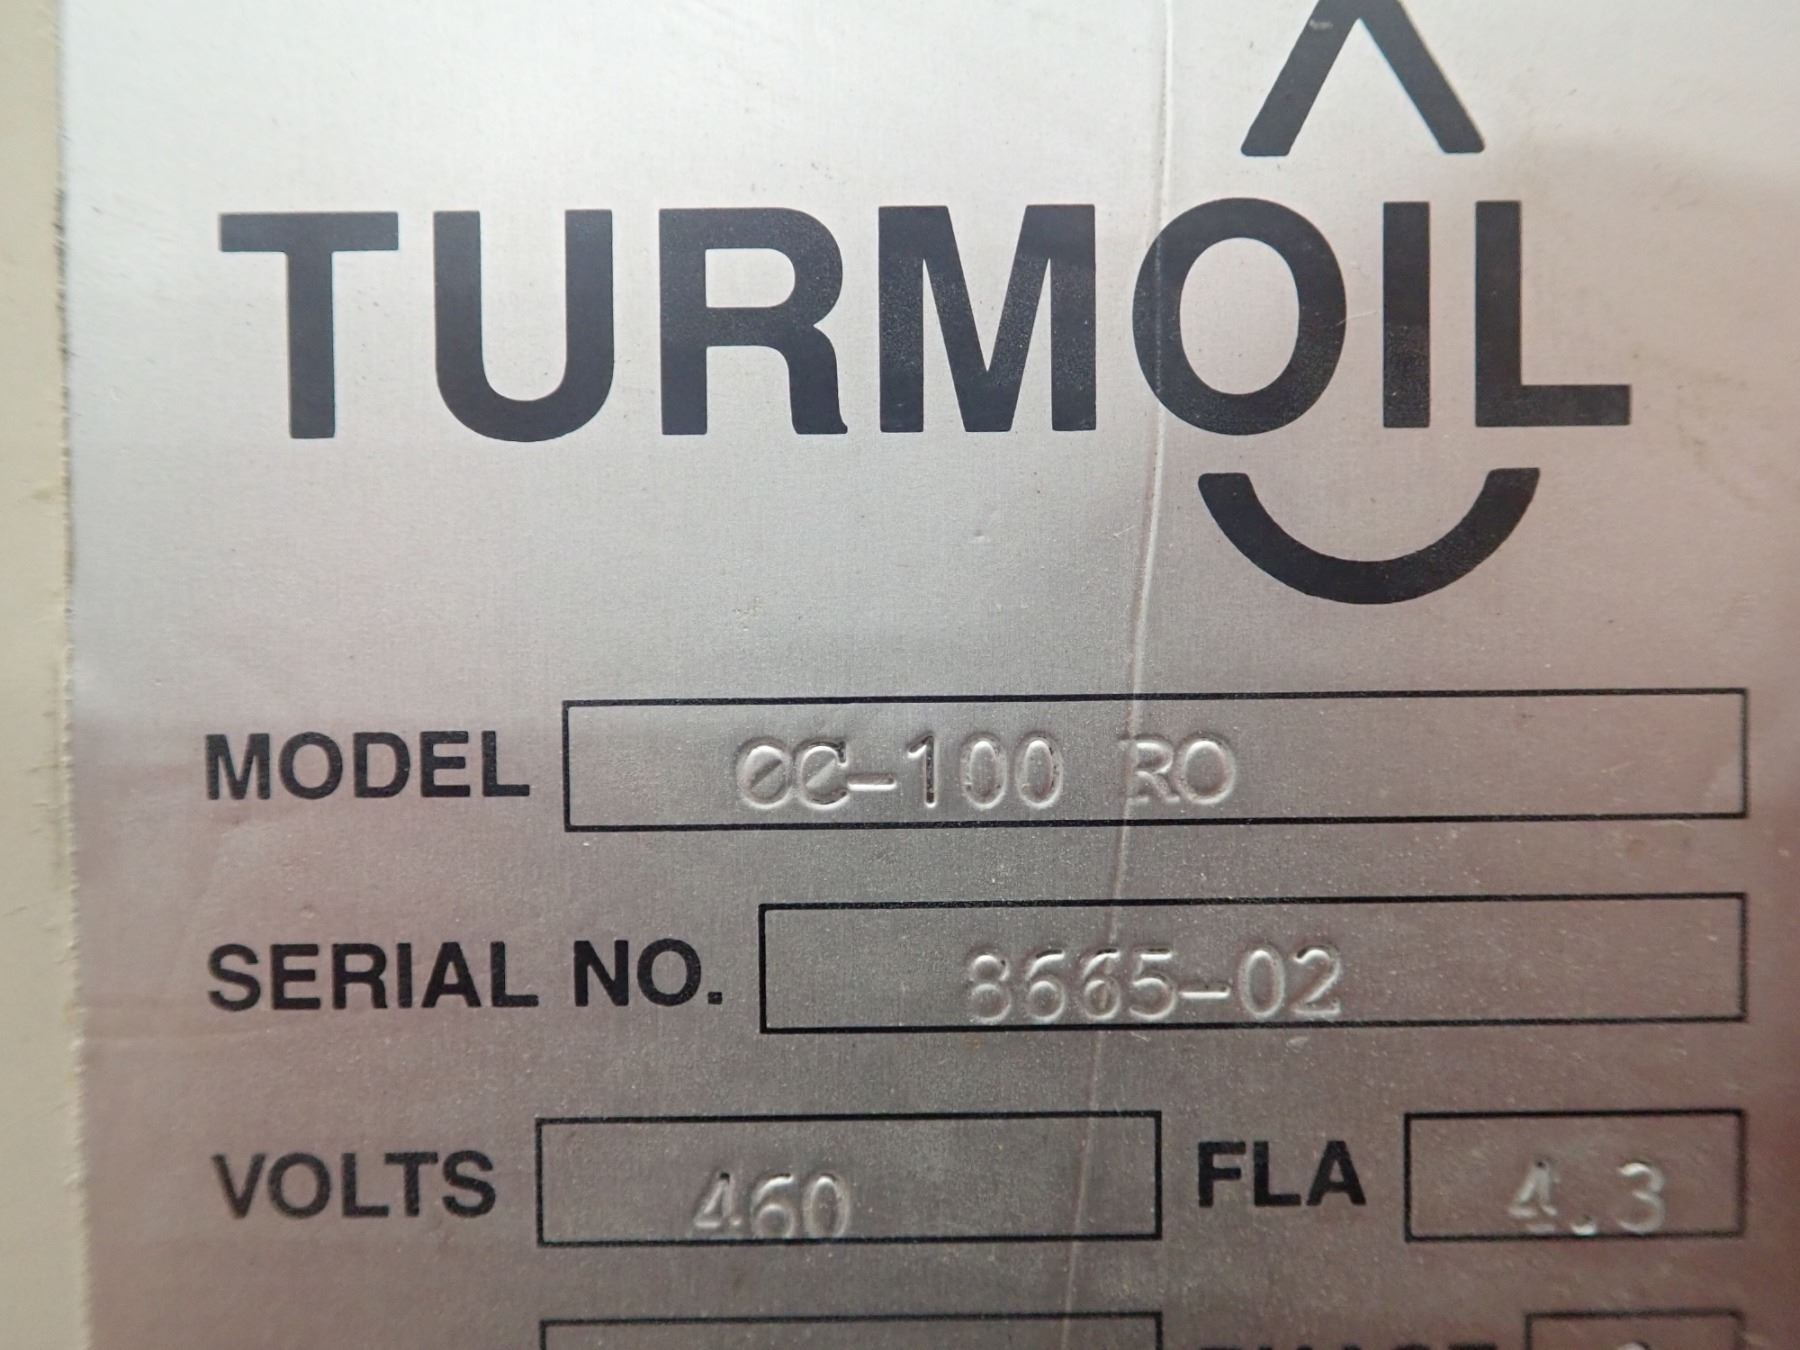 TURMOIL
MODEL OC-100 RO
SERIAL NO. 8665-02
VOLTS 460 FLA 4.3